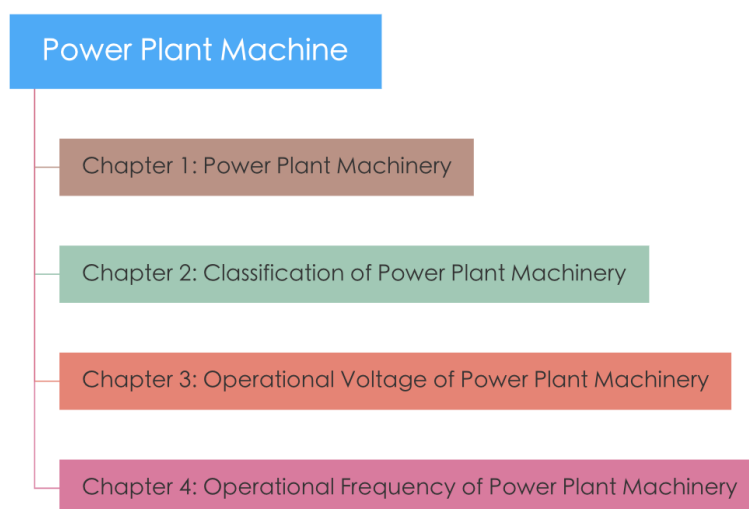 Power Plant Machine
Chapter 1: Power Plant Machinery
Chapter 2: Classification of Power Plant Machinery
Chapter 3: Operational Voltage of Power Plant Machinery
Chapter 4: Operational Frequency of Power Plant Machinery